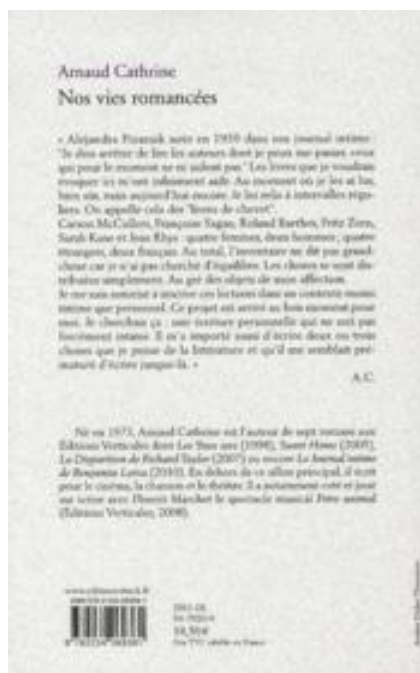 Arnaud Cathrine
Nos vies romancées
« Alejandra Pizarnik note en 1959 dans son journal intime :
"Je dois arrêter de lire les auteurs dont je peux me passer, ceux
qui pour le moment ne m'aident pas." Les livres que je voudrais
évoquer ici m'ont infiniment aidé. Au moment où je les ai lus,
bien sûr, mais aujourd'hui encore. Je les relis à intervalles régu-
liers. On appelle cela des "livres de chevet".
Carson McCullers, Françoise Sagan, Roland Barthes, Fritz Zorn,
Sarah Kane et Jean Rhys : quatre femmes, deux hommes ; quatre
étrangers, deux français. Au total, l'inventaire ne dit pas grand-
chose car je n'ai pas cherché d'équilibre. Les choses se sont dis-
tribuées simplement. Au gré des objets de mon affection.
Je me suis autorisé à inscrire ces lectures dans un contexte moins
intime que personnel. Ce projet est arrivé au bon moment pour
moi. Je cherchais ça : une écriture personnelle qui ne soit pas
forcément intime. Il m'a importé aussi d'écrire deux ou trois
choses que je pense de la littérature et qu'il me semblait pré-
maturé d'écrire jusque-là. »
A.C.
Né en 1973, Arnaud Cathrine est l'auteur de sept romans aux
Éditions Verticales dont Les Yeux secs (1998), Sweet Home (2005),
La Disparition de Richard Taylor (2007) ou encore Le Journal intime
de Benjamin Lorca (2010). En dehors de ce sillon principal, il écrit
pour le cinéma, la chanson et le théâtre. Il a notamment créé et joué
sur scène avec Florent Marchet le spectacle musical Frère animal
(Éditions Verticales, 2008).
18,50 €